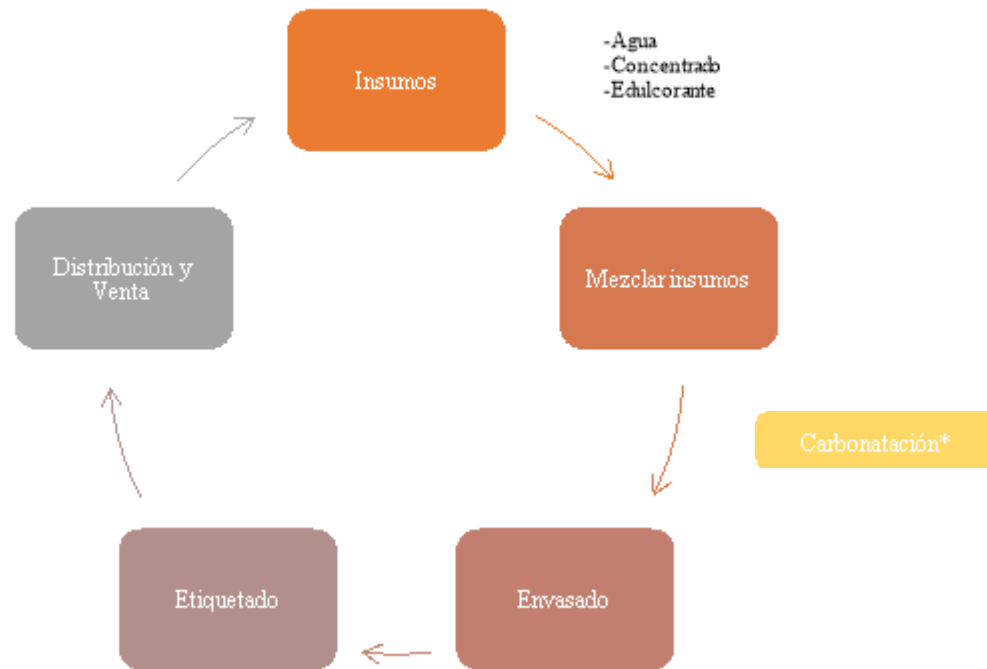 Insumos
-Agua
-Concentrado
-Edulcorante
Mezclar insumos
Carbonatación*
Envasado
Etiquetado
Distribución y
Venta